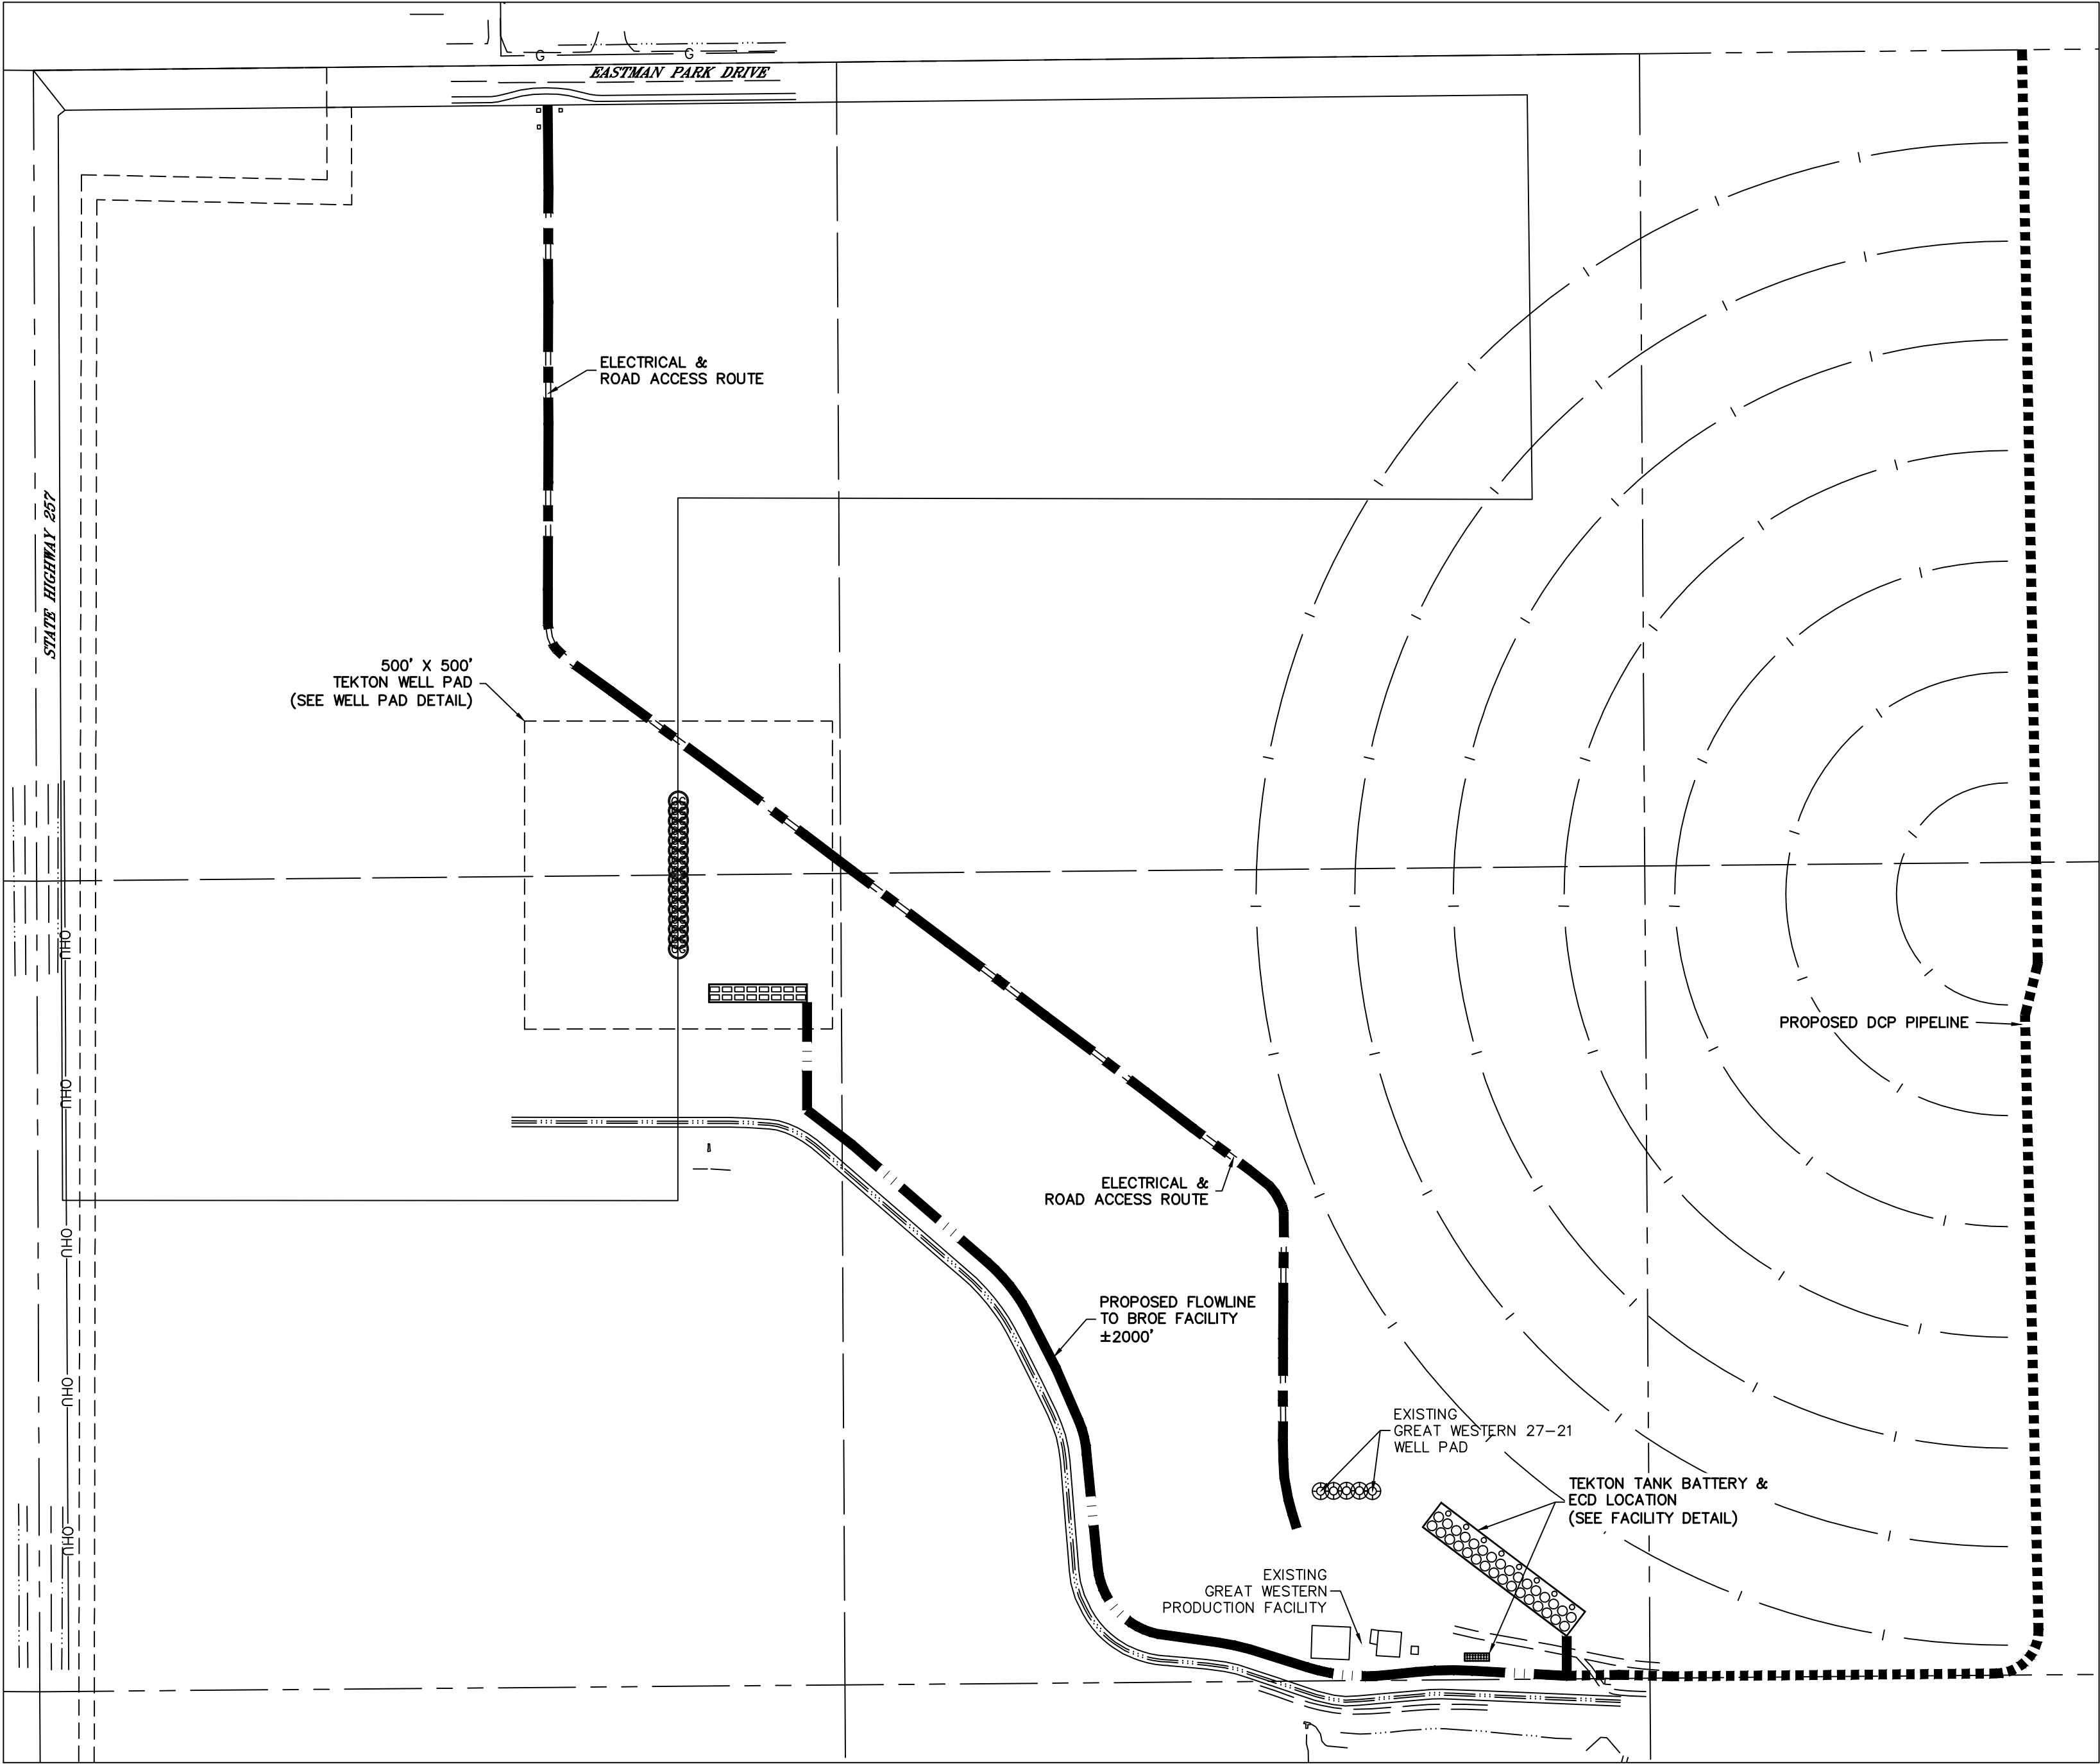 G
G
EASTMAN PARK DRIVE
ELECTRICAL &
ROAD ACCESS ROUTE
STATE HIGHWAY 257
500' X 500'
TEKTON WELL PAD
(SEE WELL PAD DETAIL)
OHU
PROPOSED DCP PIPELINE
OHU
ELECTRICAL &
ROAD ACCESS ROUTE
OHU
PROPOSED FLOWLINE
TO BROE FACILITY
±2000'
OHU
EXISTING
GREAT WESTERN 27-21
WELL PAD
TEKTON TANK BATTERY &
ECD LOCATION
(SEE FACILITY DETAIL)
OHU
EXISTING
GREAT WESTERN
PRODUCTION FACILITY